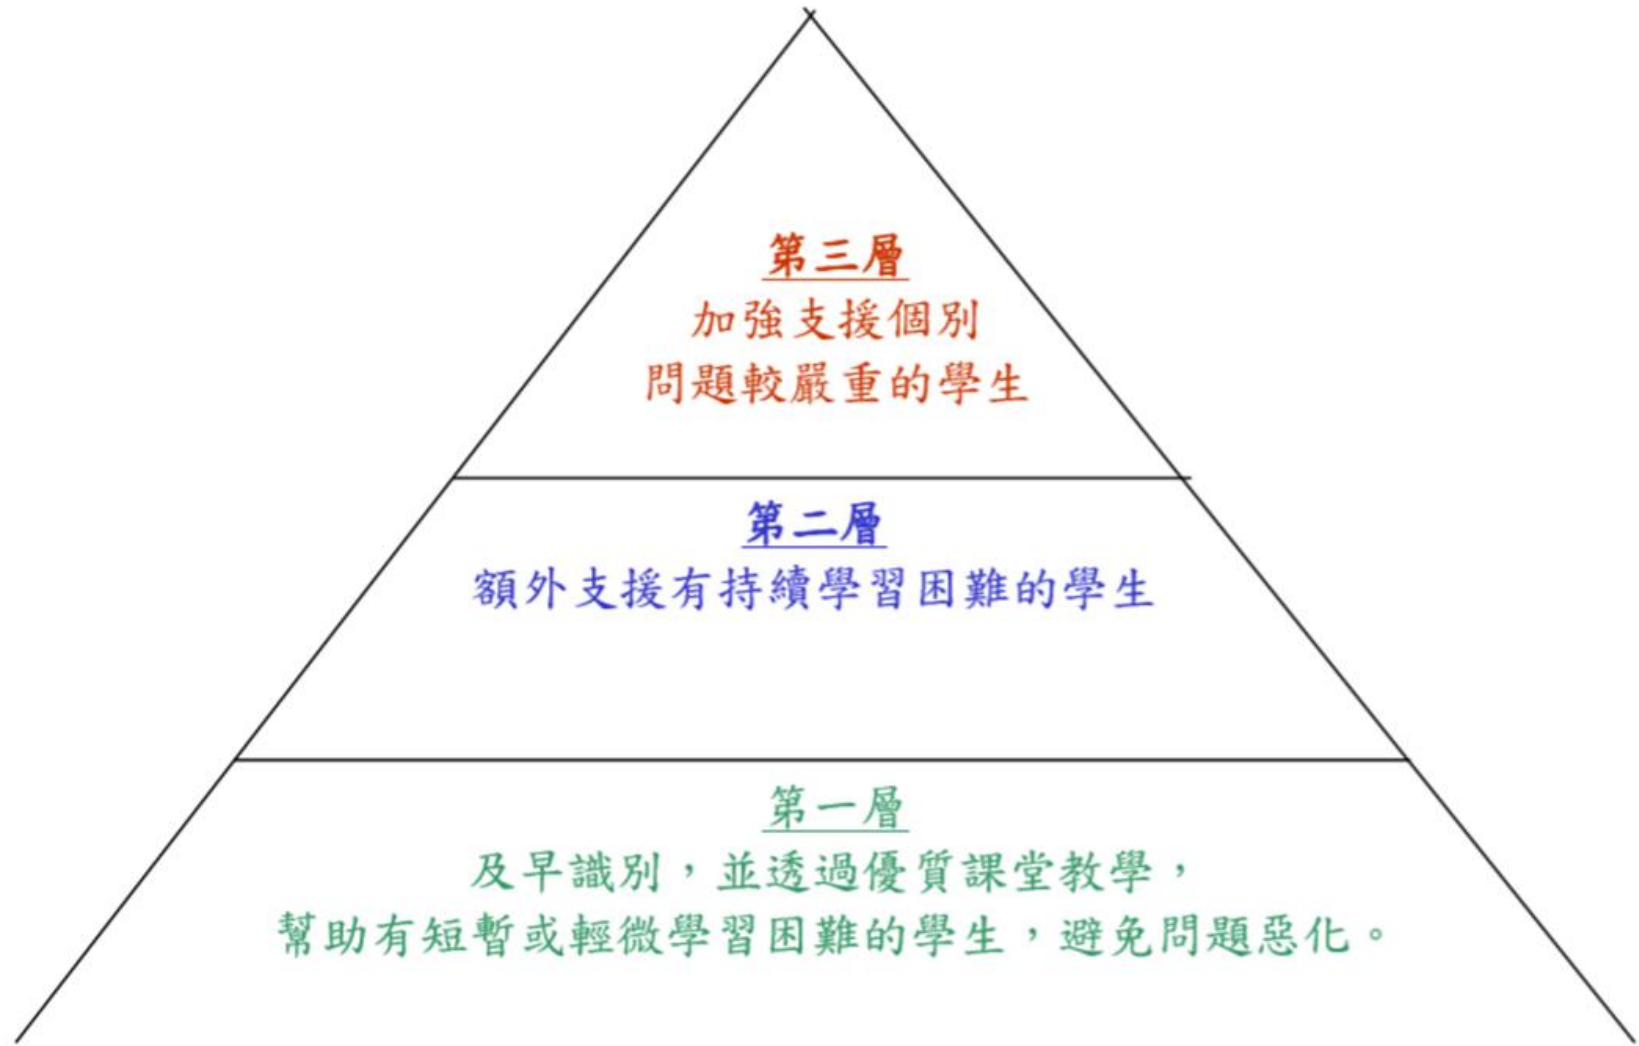 第三層
加強支援個別
問題較嚴重的學生
第二層
額外支援有持續學習困難的學生
第一層
及早識別，並透過優質課堂教學，
幫助有短暫或輕微學習困難的學生，避免問題惡化。